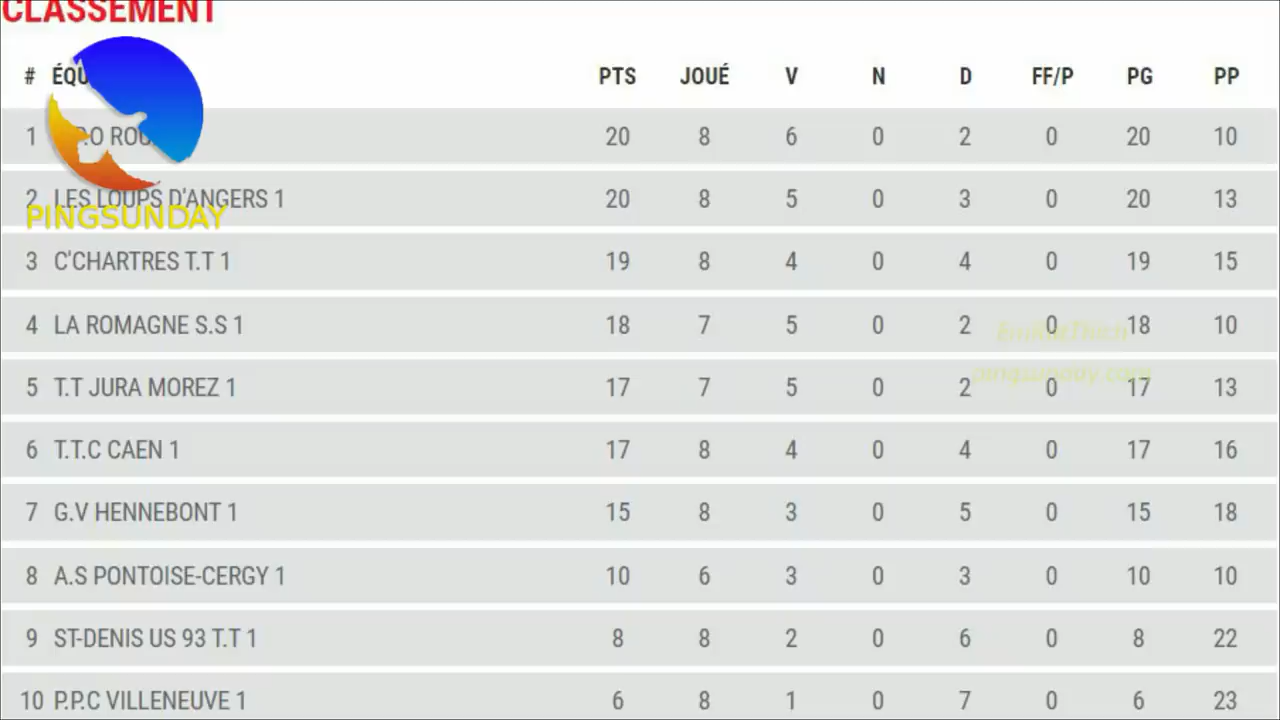 CLASSEMENT
# ÉQU PTS JOUÉ V N D FF/P PG PP
1 .O ROU 20 8 6 0 2 0 20 10
2 LES LOUPS D'ANGERS 1 20 8 5 0 3 0 20 13
PINGSUNDAY
3 C'CHARTRES T.T 1 19 8 4 0 4 0 19 15
4 LA ROMAGNE S.S 1 18 7 5 0 2 0 18 10
pingsunday.com
5 T.T JURA MOREZ 1 17 7 5 0 2 0 17 13
6 T.T.C CAEN 1 17 8 4 0 4 0 17 16
7 G.V HENNEBONT 1 15 8 3 0 5 0 15 18
8 A.S PONTOISE-CERGY 1 10 6 3 0 3 0 10 10
9 ST-DENIS US 93 T.T 1 8 8 2 0 6 0 8 22
10 P.P.C VILLENEUVE 1 6 8 1 0 7 0 6 23